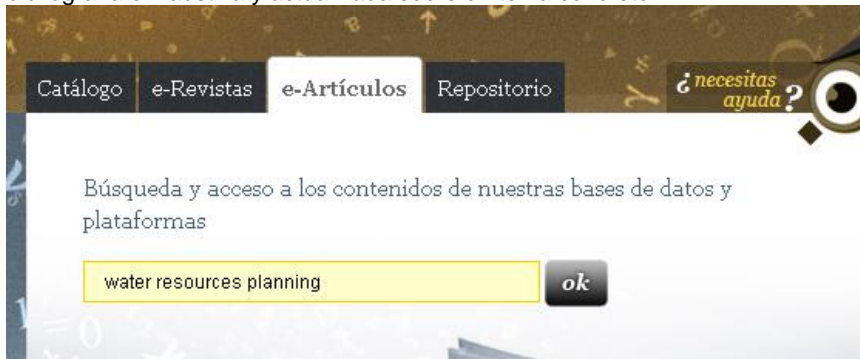 Catálogo e-Revistas e-Artículos Repositorio ¿necesitas ayuda?
Búsqueda y acceso a los contenidos de nuestras bases de datos y
plataformas
water resources planning ok